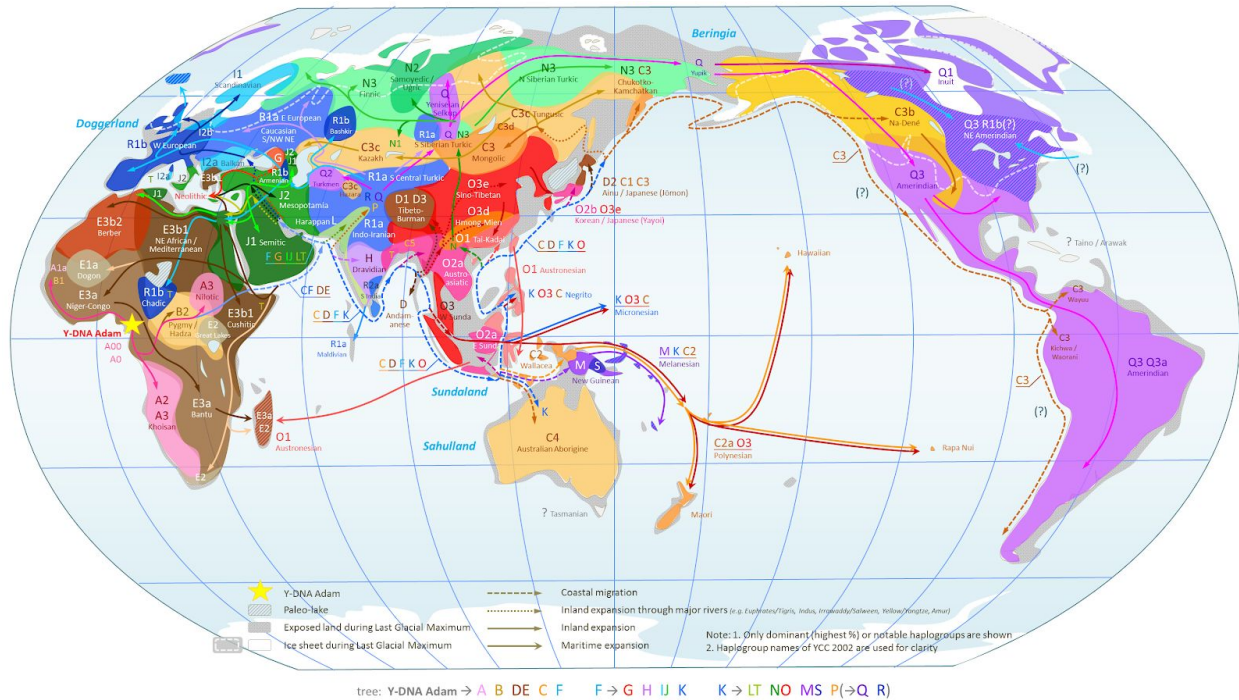 Beringia
I1
Scandinavian
N3
Finnic
N2
Samoyedic /
Ugric
N3
N Siberian Turkic
N3 C3
Chukotko-
Kamchatkan
Q
Yupik
Q1
Inuit
(?)
Doggerland
R1b
W European
I2b
R1a E European
Caucasian
S/NW NE
R1b
Bashkir
Q
Yeniseian
Selkup
R1a
Q
N3
S Siberian Turkic
N1
C3c
Tungusic
C3d
C3
Mongolic
C3c
Kazakh
C3b
Na-Dené
Q3 R1b(?)
NE Amerindian
(?)
C3
I2a
Balkan
I2a
T
J2
Neolithic
E3b1
G
J2
J1
R1b
Armenian
Q2
Turkmen
C3c
Hazara
R1a S Central Turkic
R Q
P
O3e
Sino-Tibetan
D2 C1 C3
Ainu / Japanese (Jōmon)
Q3
Amerindian
(?)
J1
J2
Mesopotamia
Harappan
L
R1a
Indo-Iranian
D1 D3
Tibeto-
Burman
O3d
Hmong-Mien
O1 Tai-Kadai
O2b O3e
Korean / Japanese (Yayoi)
E3b2
Berber
E3b1
NE African /
Mediterranean
J1 Semitic
F G IJ LT
H
Dravidian
C5
N
O2a
Austro
asiatic
C D F K O
Hawaiian
? Taino / Arawak
A1a
B1
E1a
Dogon
E3a
Niger-Congo
R1b
Chadic
T
A3
Nilotic
B2
Pygmy /
Hadza
E2
Great Lakes
T
E3b1
Cushitic
CF DE
R2a
S India
C D F K
R1a
Maldivian
D
Andam-
anese
O1 Austronesian
K O3 C Negrito
K O3 C
Micronesian
C3
Wayuu
Y-DNA Adam
A00
A0
O3
W Sunda
O2a
E Sunda
C D F K O
C2
Wallacea
M
S
New Guinean
M K C2
Melanesian
C3
Kichwa /
Waorani
Q3 Q3a
Amerindian
C3
(?)
A2
A3
Khoisan
E3a
Bantu
E3a
E2
O1
Austronesian
E2
Sundaland
Sahulland
K
C4
Australian Aborigine
C2a O3
Polynesian
Rapa Nui
Maori
? Tasmanian
Y-DNA Adam
Paleo-lake
Exposed land during Last Glacial Maximum
Ice sheet during Last Glacial Maximum
Coastal migration
Inland expansion through major rivers (e.g. Euphrates/Tigris, Indus, Irrawaddy/Salween, Yellow/Yangtze, Amur)
Inland expansion
Maritime expansion
Note: 1. Only dominant (highest %) or notable haplogroups are shown
2. Haplogroup names of YCC 2002 are used for clarity
tree: Y-DNA Adam → A B DE C F F → G H IJ K K → LT NO MS P(→Q R)